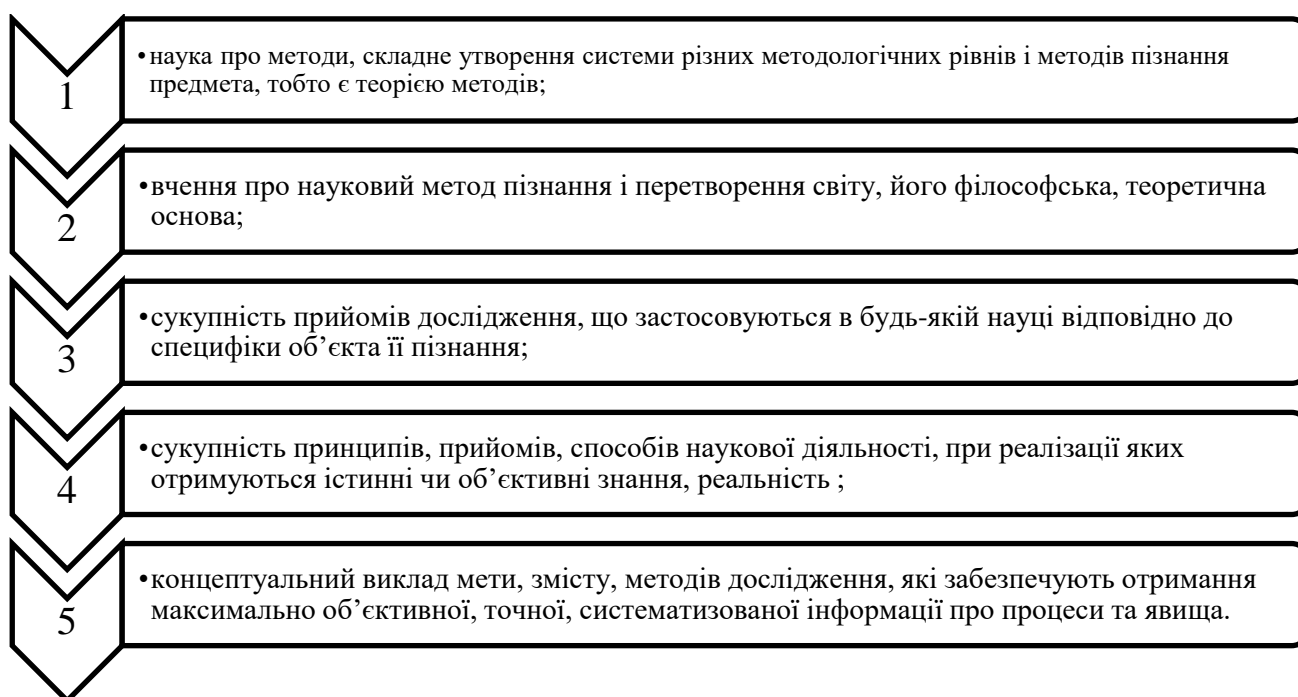 1
•наука про методи, складне утворення системи різних методологічних рівнів і методів пізнання
предмета, тобто є теорією методів;
2
•вчення про науковий метод пізнання і перетворення світу, його філософська, теоретична
основа;
3
•сукупність прийомів дослідження, що застосовуються в будь-якій науці відповідно до
специфіки об’єкта її пізнання;
4
•сукупність принципів, прийомів, способів наукової діяльності, при реалізації яких
отримуються істинні чи об’єктивні знання, реальність ;
5
•концептуальний виклад мети, змісту, методів дослідження, які забезпечують отримання
максимально об’єктивної, точної, систематизованої інформації про процеси та явища.